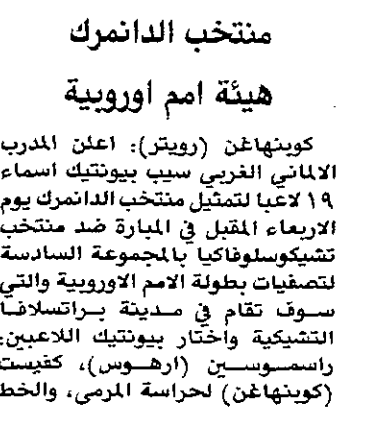 منتخب الدانمرك
هيئة امم اوروبية
كوبنهاغن (رويتر): اعلن المدرب
الالماني الغربي سيب بيونتيك اسماء
١٩ لاعبا لتمثيل منتخب الدانمرك يوم
الاربعاء المقبل في المبارة ضد منتخب
تشيكوسلوفاكيا بالمجموعة السادسة
لتصفيات بطولة الامم الاوروبية والتي
سوف تقام في مدينة براتسلافا
التشيكية واختار بيونتيك اللاعبين:
راسموسين (ارهوس)، كفيست
(كوبنهاغن) لحراسة المرمى، والخط